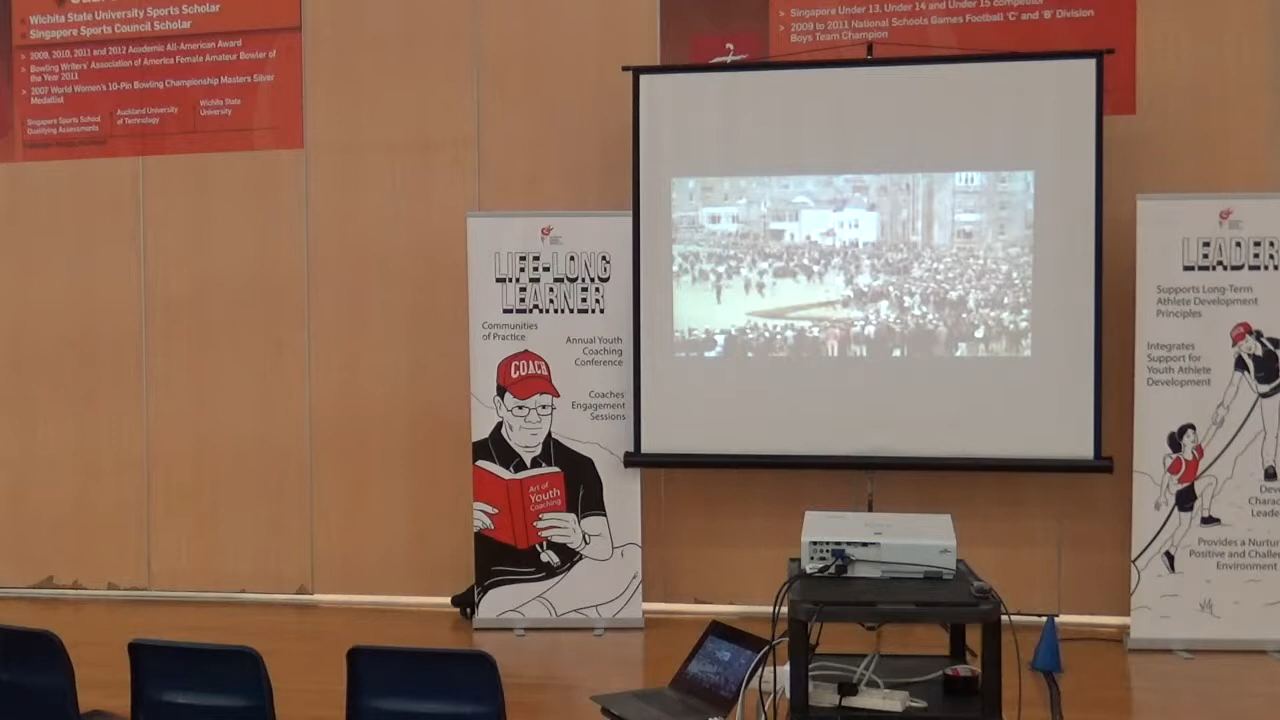 Wichita State University Sports Scholar
Singapore Sports Council Scholar
> 2009, 2010, 2011 and 2012 Academic All-American Award
> Bowling Writers' Association of America Female Amateur Bowler of
the Year 2011
> 2007 World Women's 10-Pin Bowling Championship Masters Silver
Medallist
Singapore Sports School
Qualifying Assessments
Auckland University
of Technology
Wichita State
University
> Singapore Under 13, Under 14 and Under 15 competitor
> 2009 to 2011 National Schools Games Football 'C' and 'B' Division
Boys Team Champion
LIFE-LONG
LEARNER
Communities
of Practice
Annual Youth
Coaching
Conference
Coaches
Engagement
Sessions
COACH
Art of
Youth
Coaching
LEADER
Supports Long-Term
Athlete Development
Principles
Integrates
Support for
Youth Athlete
Development
Deve
Charac
Leade
Provides a Nurtur
Positive and Challe
Environment